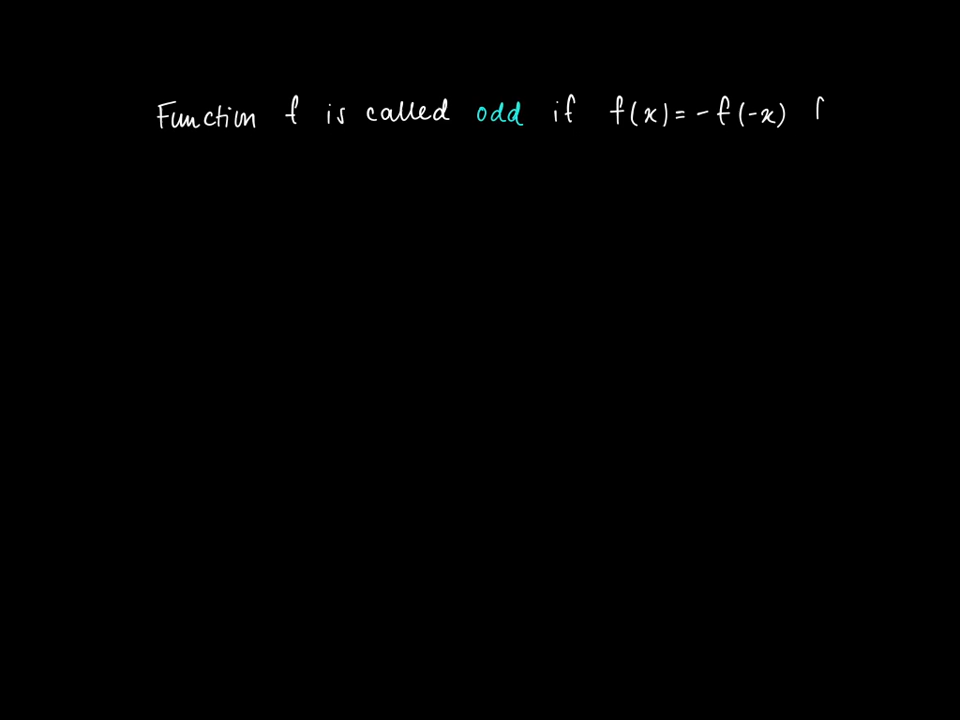 Function f is called odd if f(x) = -f(-x)